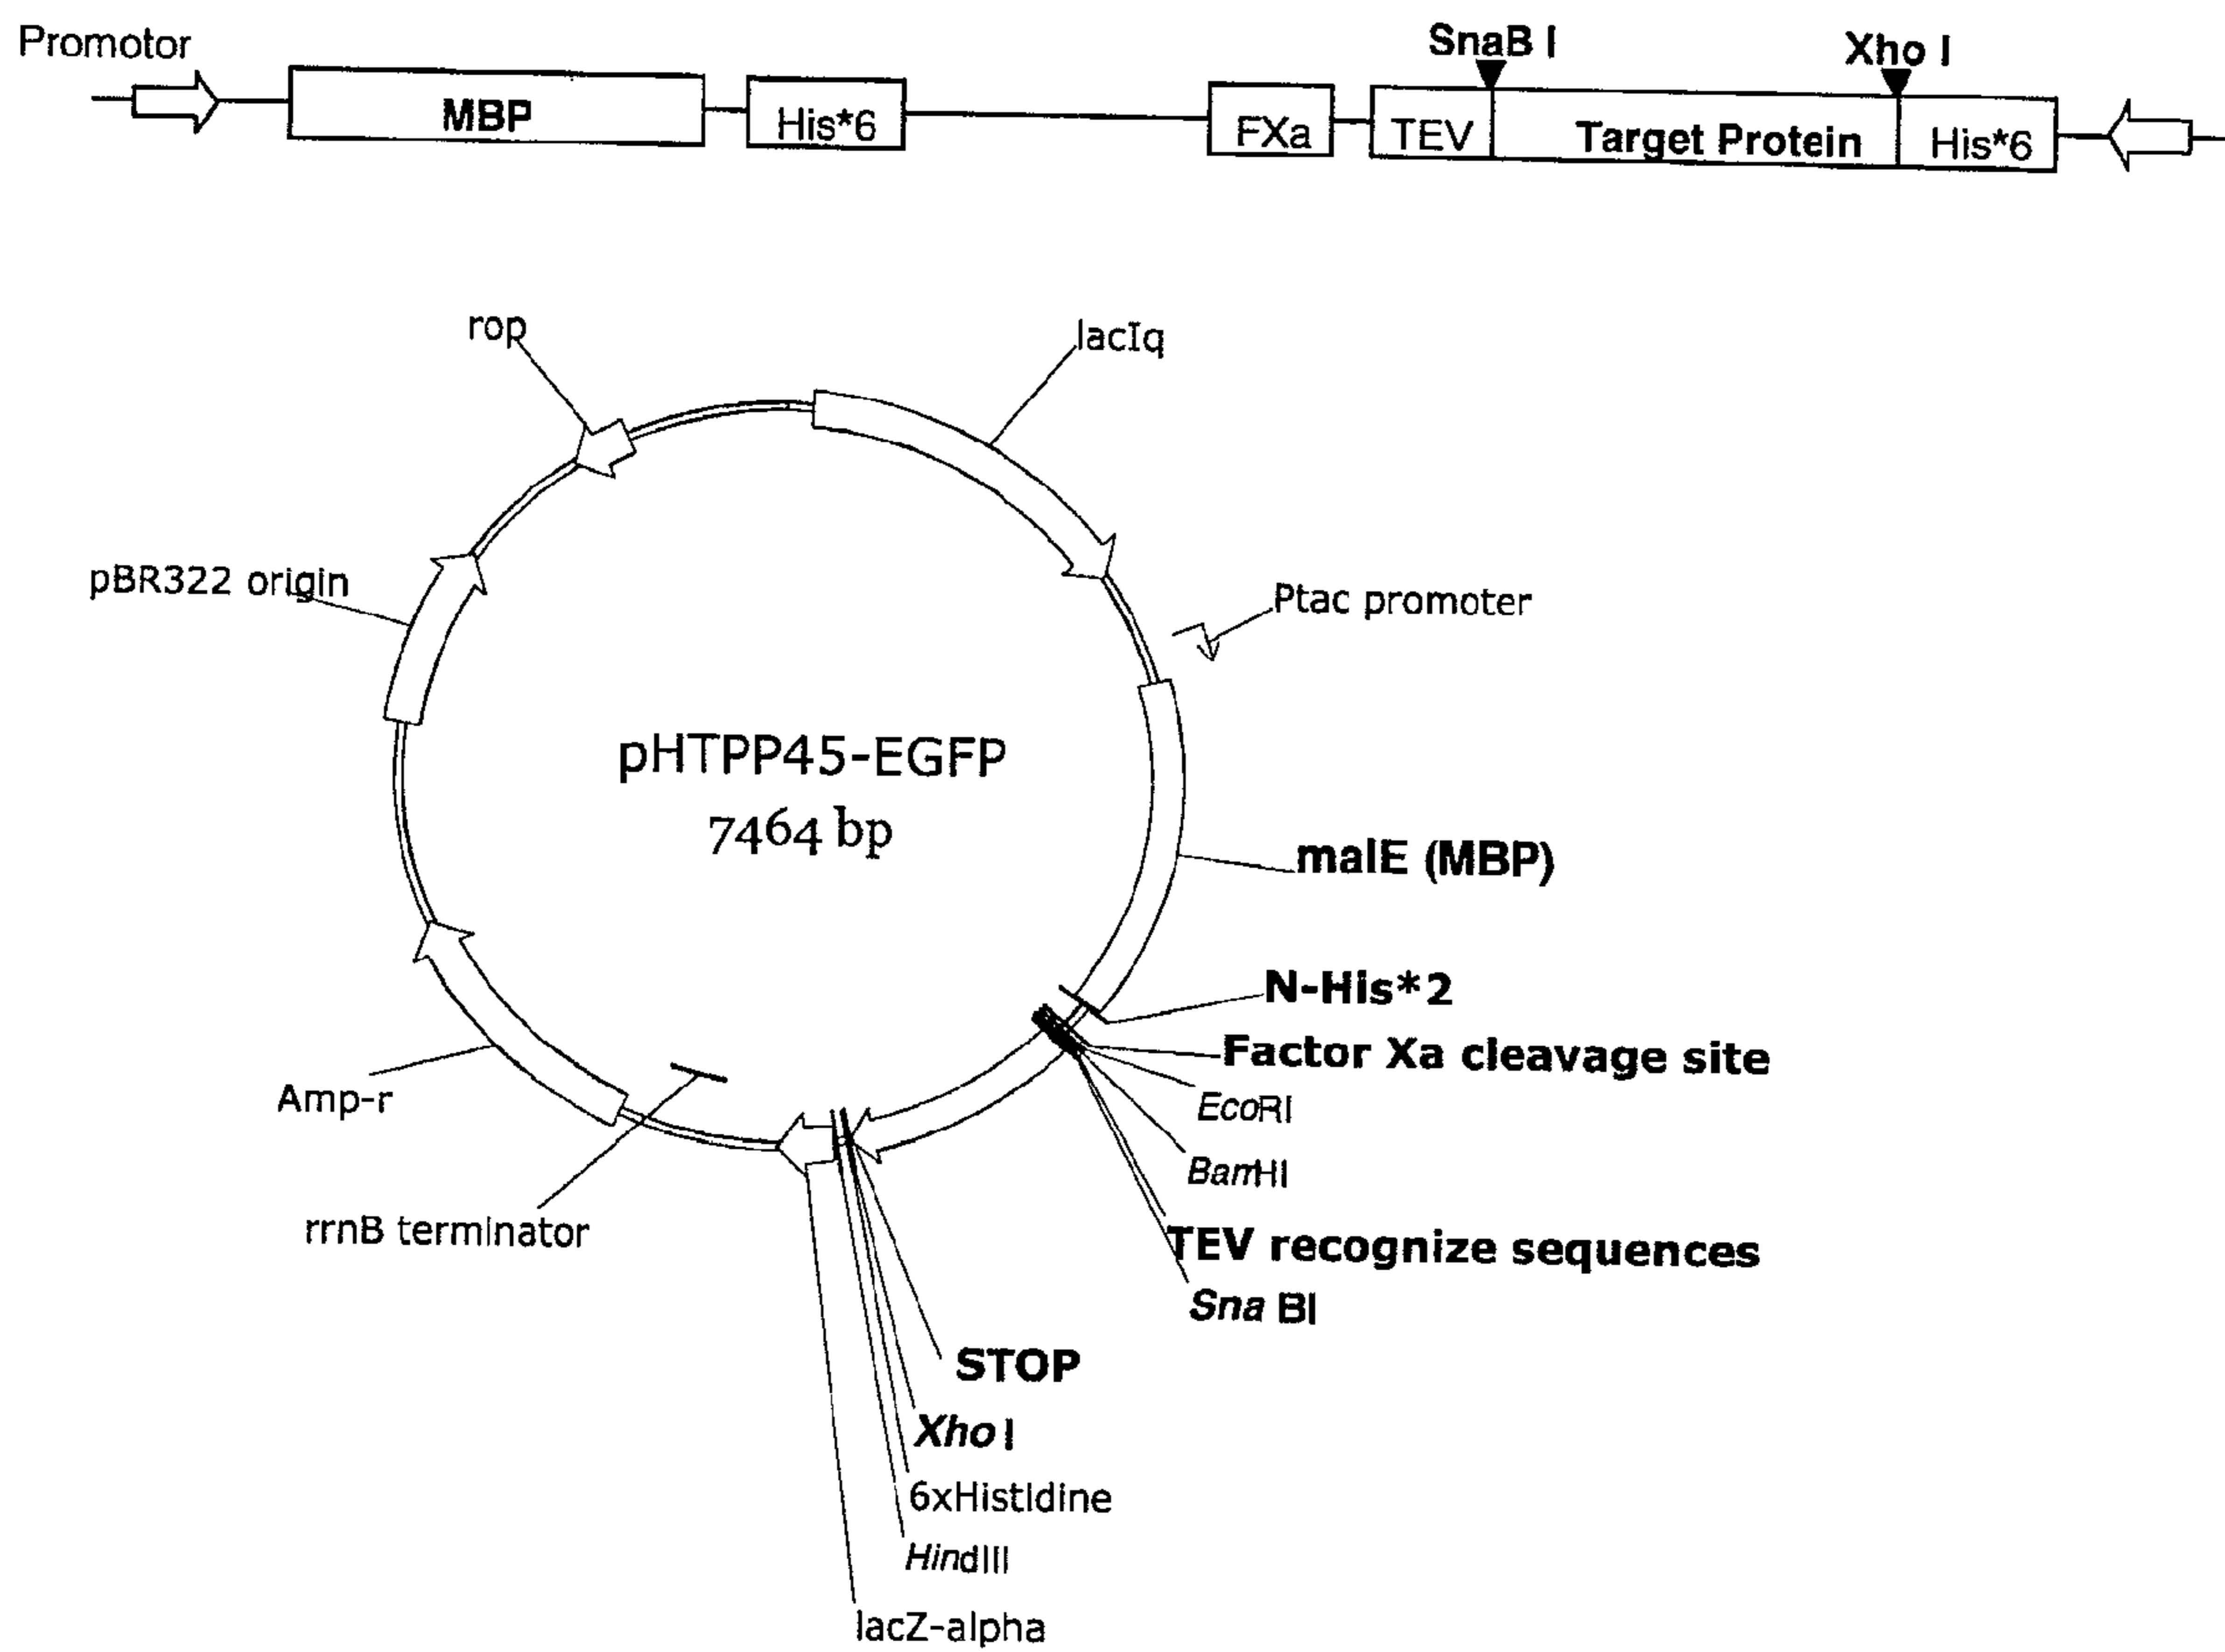 Promotor
SnaB I
Xho I
MBP
His*6
FXa
TEV
Target Protein
His*6
rop
lacIq
pBR322 origin
Ptac promoter
pHTPP45-EGFP
7464 bp
malE (MBP)
N-His*2
Factor Xa cleavage site
EcoRI
BamHI
Amp-r
rrnB terminator
TEV recognize sequences
Sna BI
STOP
Xho I
6xHistidine
HindIII
lacZ-alpha